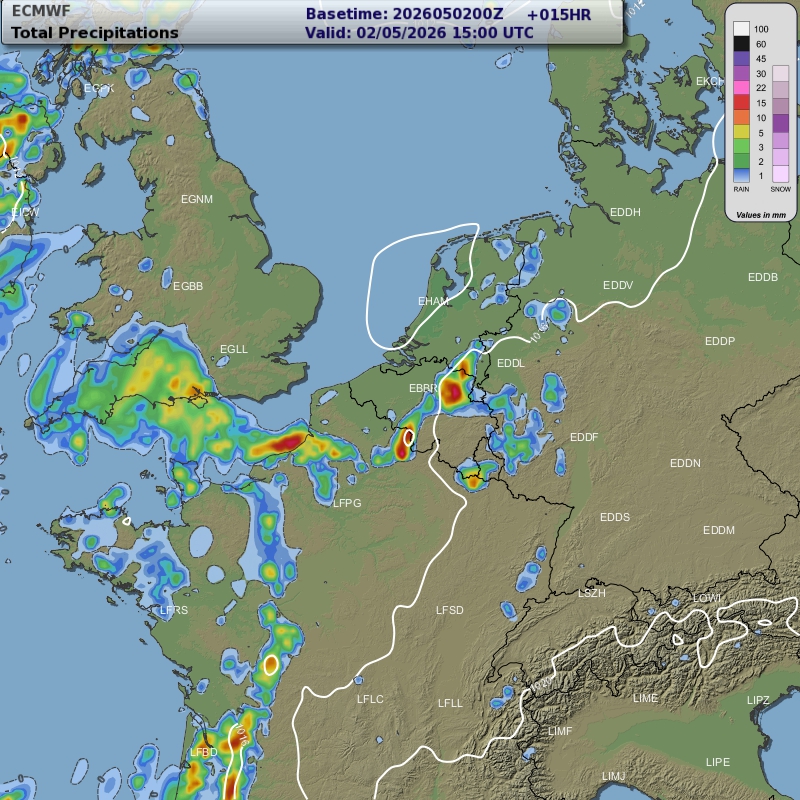 ECMWF
Basetime: 2026050200Z +015HR
Total Precipitations
Valid: 02/05/2026 15:00 UTC
100
60
45
30
22
15
10
5
3
2
1
RAIN SNOW
Values in mm
EGPK
EKCH
EGNM
EICW
EDDH
EGBB
EDDV
EDDB
EHAM
EGLL
EDDP
EDDL
EBBR
EDDF
EDDN
LFPG
EDDS
EDDM
LSZH
LOWI
LFRS
LFSD
1020
LFLC
LFLL
LIME
LIPZ
LIMF
1016
LFBD
LIPE
LIMJ